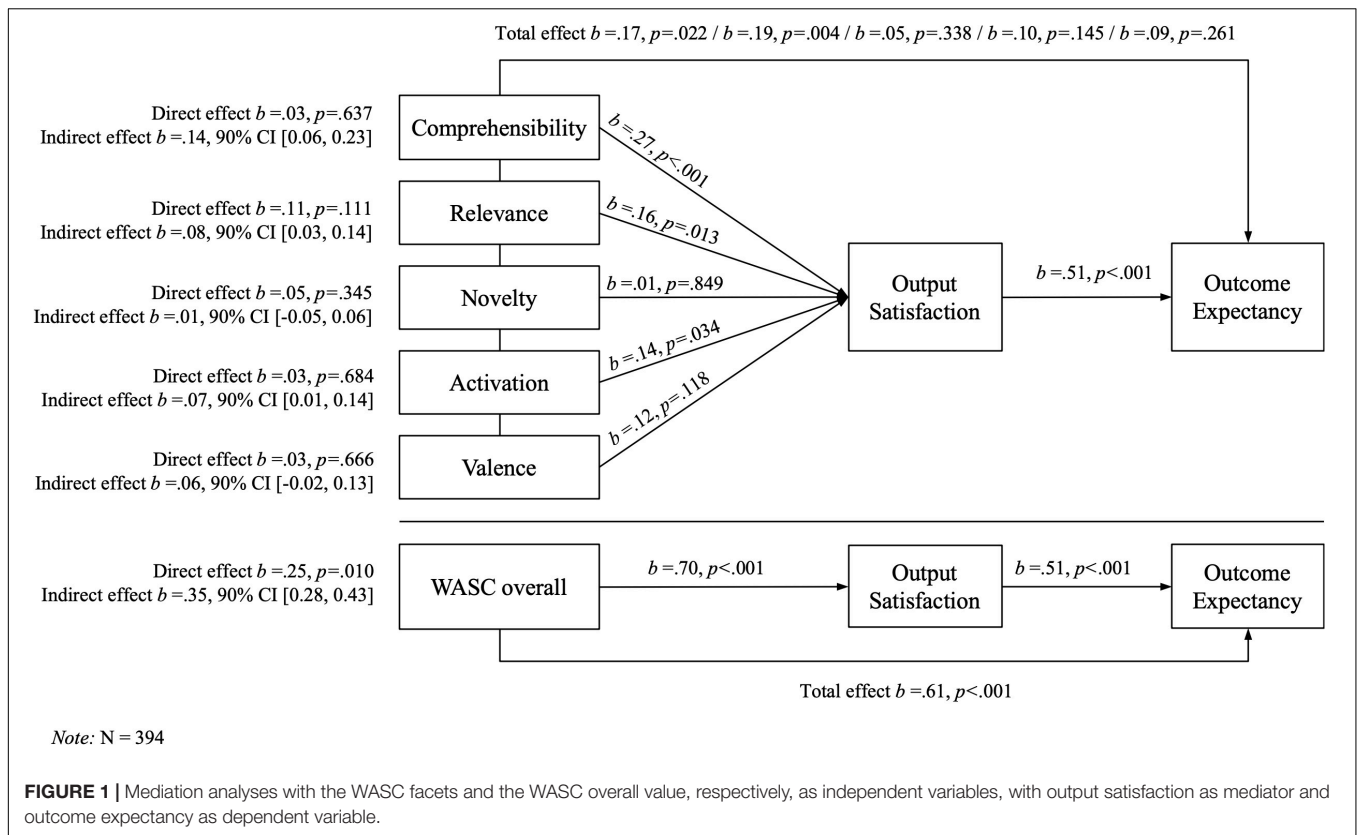 Total effect b =.17, p=.022 / b =.19, p=.004 / b =.05, p=.338 / b =.10, p=.145 / b =.09, p=.261
Direct effect b =.03, p=.637
Indirect effect b =.14, 90% CI [0.06, 0.23]
Comprehensibility
b=.27, p<.001
Direct effect b =.11, p=.111
Indirect effect b =.08, 90% CI [0.03, 0.14]
Relevance
b=.16, p=.013
Direct effect b =.05, p=.345
Indirect effect b =.01, 90% CI [-0.05, 0.06]
Novelty
b=.01, p=.849
Output
Satisfaction
b=.51, p<.001
Outcome
Expectancy
Direct effect b =.03, p=.684
Indirect effect b =.07, 90% CI [0.01, 0.14]
Activation
b=.14, p=.034
Direct effect b =.03, p=.666
Indirect effect b =.06, 90% CI [-0.02, 0.13]
Valence
b=.12, p=.118
Direct effect b =.25, p=.010
Indirect effect b =.35, 90% CI [0.28, 0.43]
WASC overall
b=.70, p<.001
Output
Satisfaction
b=.51, p<.001
Outcome
Expectancy
Total effect b =.61, p<.001
Note: N = 394
FIGURE 1 | Mediation analyses with the WASC facets and the WASC overall value, respectively, as independent variables, with output satisfaction as mediator and
outcome expectancy as dependent variable.